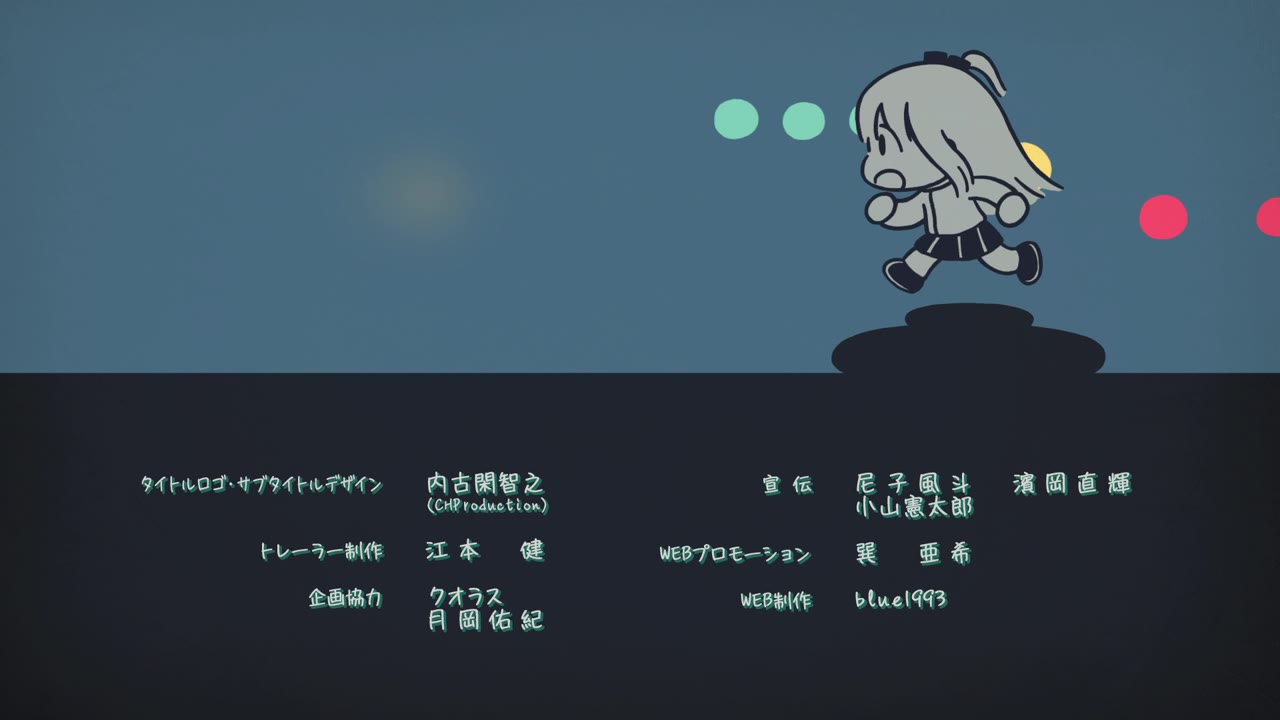 タイトルロゴ・サブタイトルデザイン 内古閑智之
(CHProduction)
トレーラー制作 江本 健
企画協力 クオラス
月岡佑紀
宣伝 尼子風斗 濱岡直輝
小山憲太郎
WEBプロモーション 巽 亜希
WEB制作 blue1993